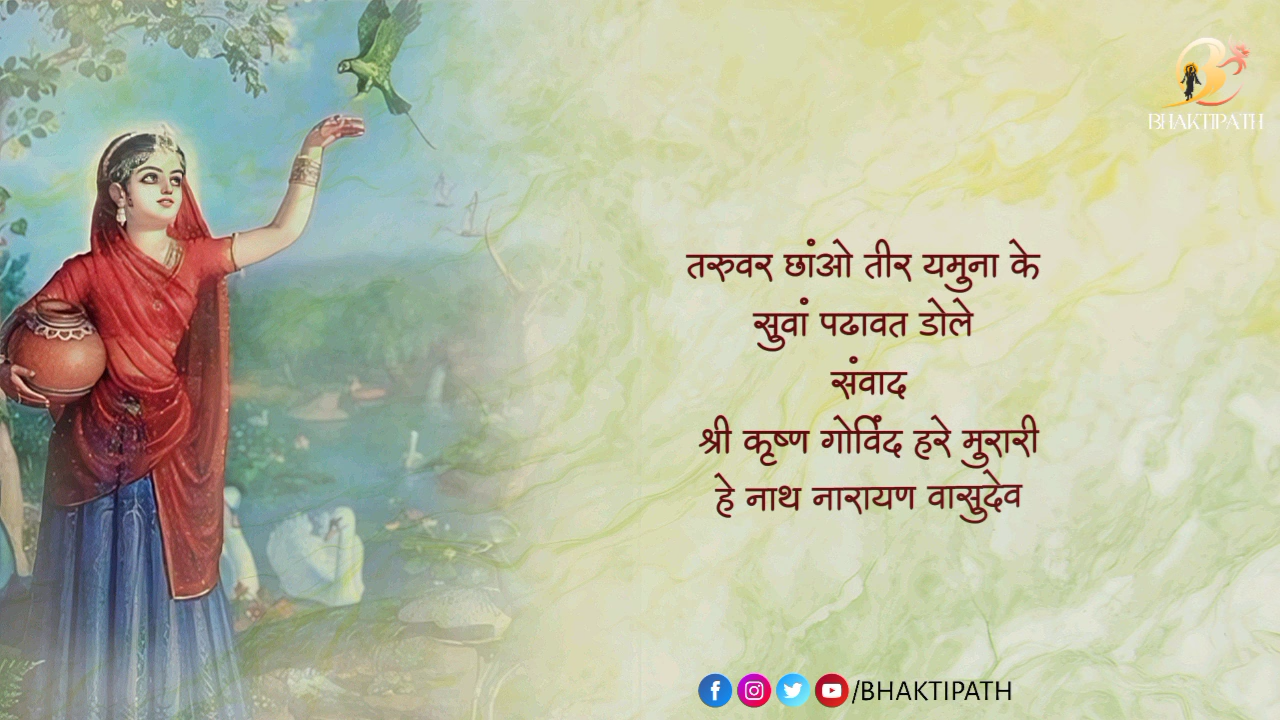 BHAKTIPATH
तरुवर छांओ तीर यमुना के
सुवां पढावत डोले
संवाद
श्री कृष्ण गोविंद हरे मुरारी
हे नाथ नारायण वासुदेव
/BHAKTIPATH